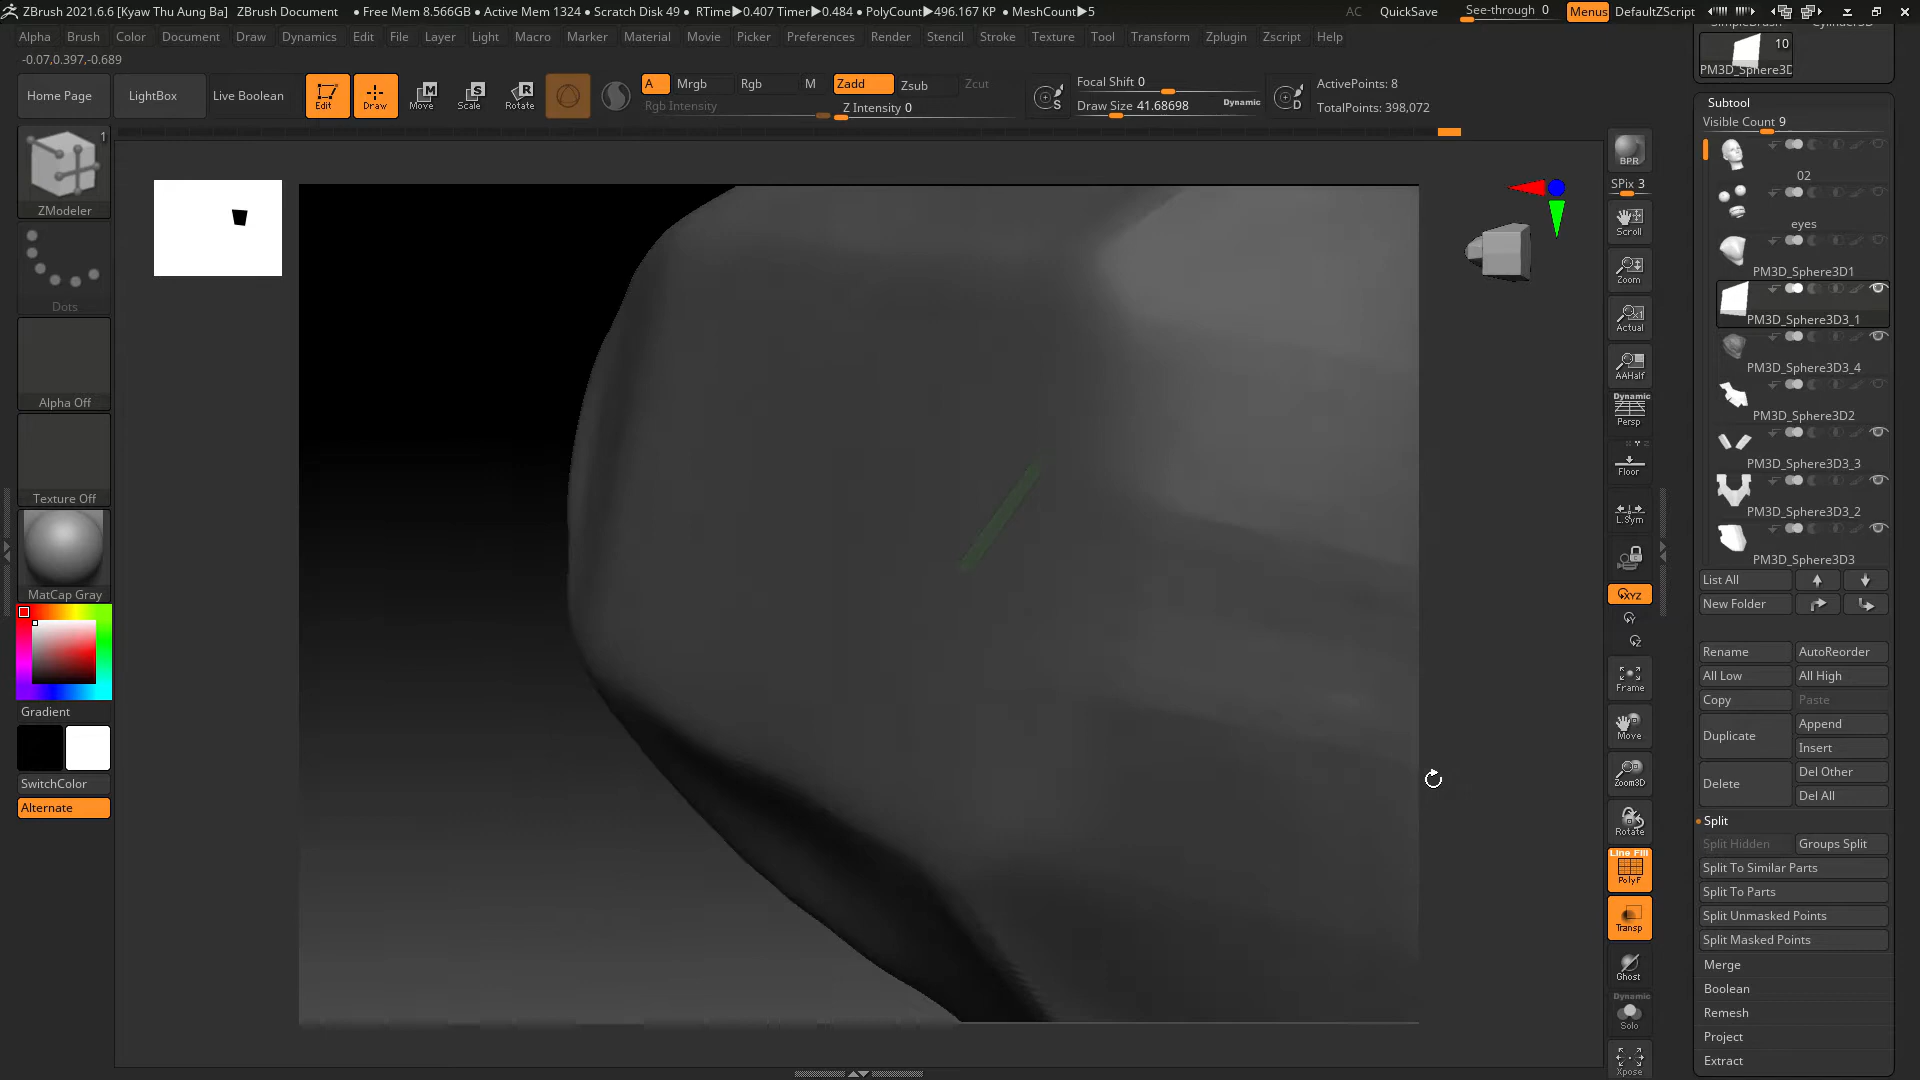 ZBrush 2021.6.6 [Kyaw Thu Aung Ba] ZBrush Document • Free Mem 8.566GB • Active Mem 1324 • Scratch Disk 49 • RTime▶0.407 Timer▶0.484 • PolyCount▶496.167 KP • MeshCount▶5 AC QuickSave See-through 0 Menus DefaultZScript
Alpha Brush Color Document Draw Dynamics Edit File Layer Light Macro Marker Material Movie Picker Preferences Render Stencil Stroke Texture Tool Transform Zplugin Zscript Help
-0.07,0.397,-0.689
Home Page LightBox Live Boolean Edit Draw Move Scale Rotate
A Mrgb Rgb M Zadd Zsub Zcut
Rgb Intensity Z Intensity 0
S Focal Shift 0
Draw Size 41.68698 Dynamic
D ActivePoints: 8
TotalPoints: 398,072
1
ZModeler
Dots
Alpha Off
Texture Off
MatCap Gray
Gradient
SwitchColor
Alternate
BPR
SPix 3
Scroll
Zoom
Actual
AAHalf
Dynamic
Persp
Floor
L.Sym
XYZ
Y
Z
Frame
Move
Zoom3D
Rotate
Line Fill
PolyF
Transp
Ghost
Dynamic
Solo
Xpose
10
PM3D_Sphere3D
Subtool
Visible Count 9
02
eyes
PM3D_Sphere3D1
PM3D_Sphere3D3_1
PM3D_Sphere3D3_4
PM3D_Sphere3D2
PM3D_Sphere3D3_3
PM3D_Sphere3D3_2
PM3D_Sphere3D3
List All
New Folder
Rename AutoReorder
All Low All High
Copy Paste
Duplicate Append
Insert
Delete Del Other
Del All
Split
Split Hidden Groups Split
Split To Similar Parts
Split To Parts
Split Unmasked Points
Split Masked Points
Merge
Boolean
Remesh
Project
Extract